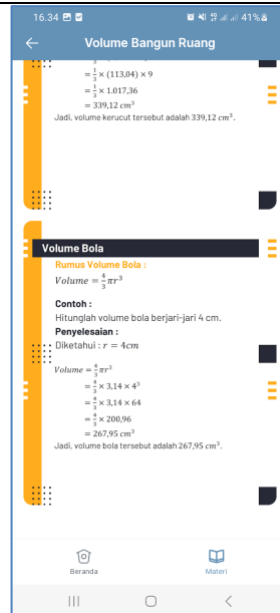 16.34
41%
Volume Bangun Ruang
= 1/3 × (113,04) × 9
= 1/3 × 1.017,36
= 339,12 cm³
Jadi, volume kerucut tersebut adalah 339,12 cm³.
Volume Bola
Rumus Volume Bola :
Volume = 4/3 πr³
Contoh :
Hitunglah volume bola berjari-jari 4 cm.
Penyelesaian :
Diketahui : r = 4cm
Volume = 4/3 πr³
= 4/3 × 3,14 × 4³
= 4/3 × 3,14 × 64
= 4/3 × 200,96
= 267,95 cm³
Jadi, volume bola tersebut adalah 267,95 cm³.
Beranda
Materi